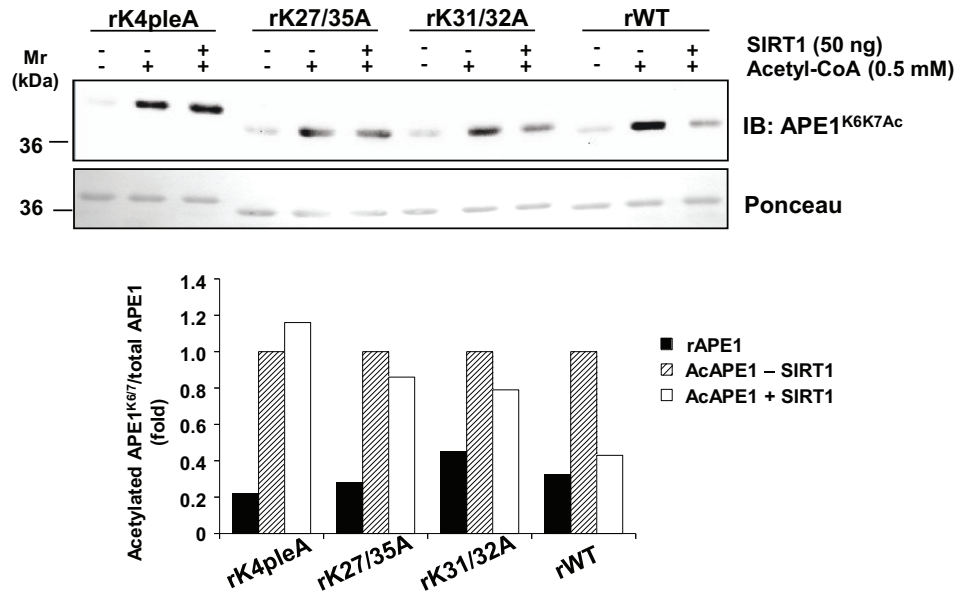 rK4pleA rK27/35A rK31/32A rWT
- - + - - + - - + - - + SIRT1 (50 ng)
- + + - + + - + + - + + Acetyl-CoA (0.5 mM)
Mr
(kDa)
36
IB: APE1K6K7Ac
36
Ponceau
Acetylated APE1K6/7/total APE1
(fold)
1.4
1.2
1.0
0.8
0.6
0.4
0.2
0
rK4pleA rK27/35A rK31/32A rWT
rAPE1
AcAPE1 – SIRT1
AcAPE1 + SIRT1